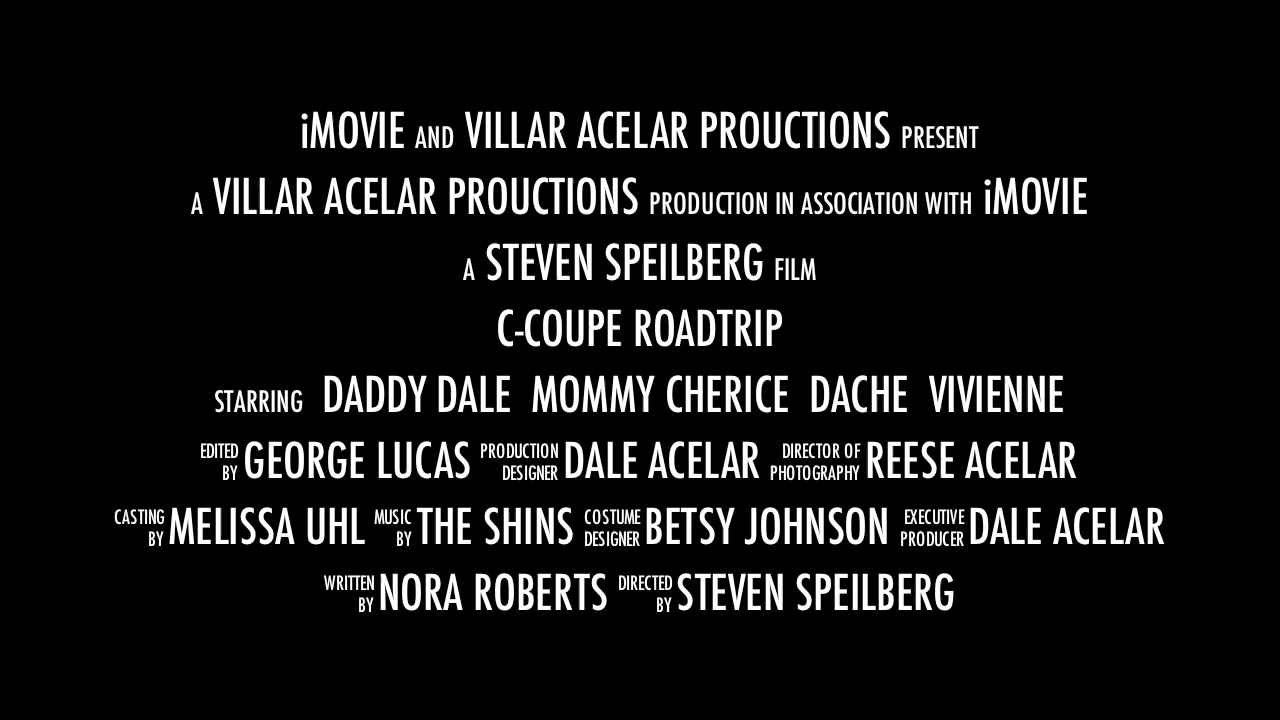 iMOVIE AND VILLAR ACELAR PROUCTIONS PRESENT
A VILLAR ACELAR PROUCTIONS PRODUCTION IN ASSOCIATION WITH iMOVIE
A STEVEN SPEILBERG FILM
C-COUPE ROADTRIP
STARRING DADDY DALE MOMMY CHERICE DACHE VIVIENNE
EDITED BY GEORGE LUCAS PRODUCTION DESIGNER DALE ACELAR DIRECTOR OF PHOTOGRAPHY REESE ACELAR
CASTING BY MELISSA UHL MUSIC BY THE SHINS COSTUME DESIGNER BETSY JOHNSON EXECUTIVE PRODUCER DALE ACELAR
WRITTEN BY NORA ROBERTS DIRECTED BY STEVEN SPEILBERG